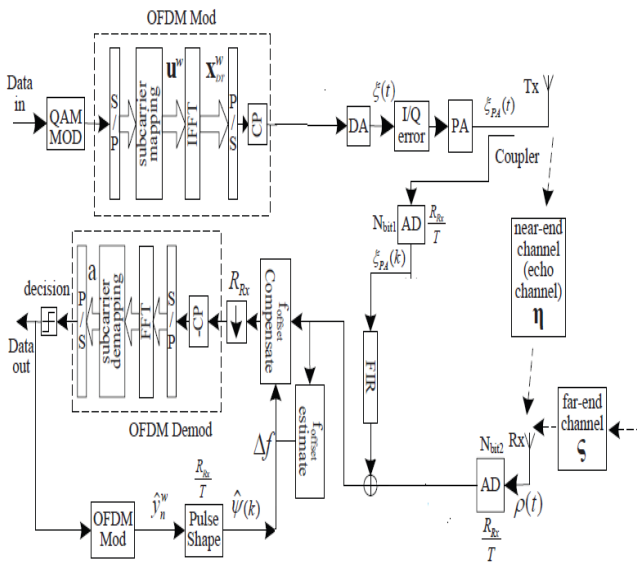 OFDM Mod
Data
in
QAM
MOD
S
/
P
subcarrier
mapping
u^w
IFFT
x_DT^w
P
/
S
CP
DA
ξ(t)
I/Q
error
PA
ξ_PA(t)
Tx
Coupler
N_bit1
AD
R_Rx
T
ξ_PA(k)
near-end
channel
(echo
channel)
η
FIR
far-end
channel
ς
N_bit2
Rx
AD
ρ(t)
R_Rx
T
decision
Data
out
P
/
S
a
subcarrier
demapping
FFT
S
/
P
-CP
R_Rx
f_offset
Compensate
f_offset
estimate
Δf
OFDM Demod
OFDM
Mod
ŷ_n^w
R_Rx
T
Pulse
Shape
ψ̂(k)